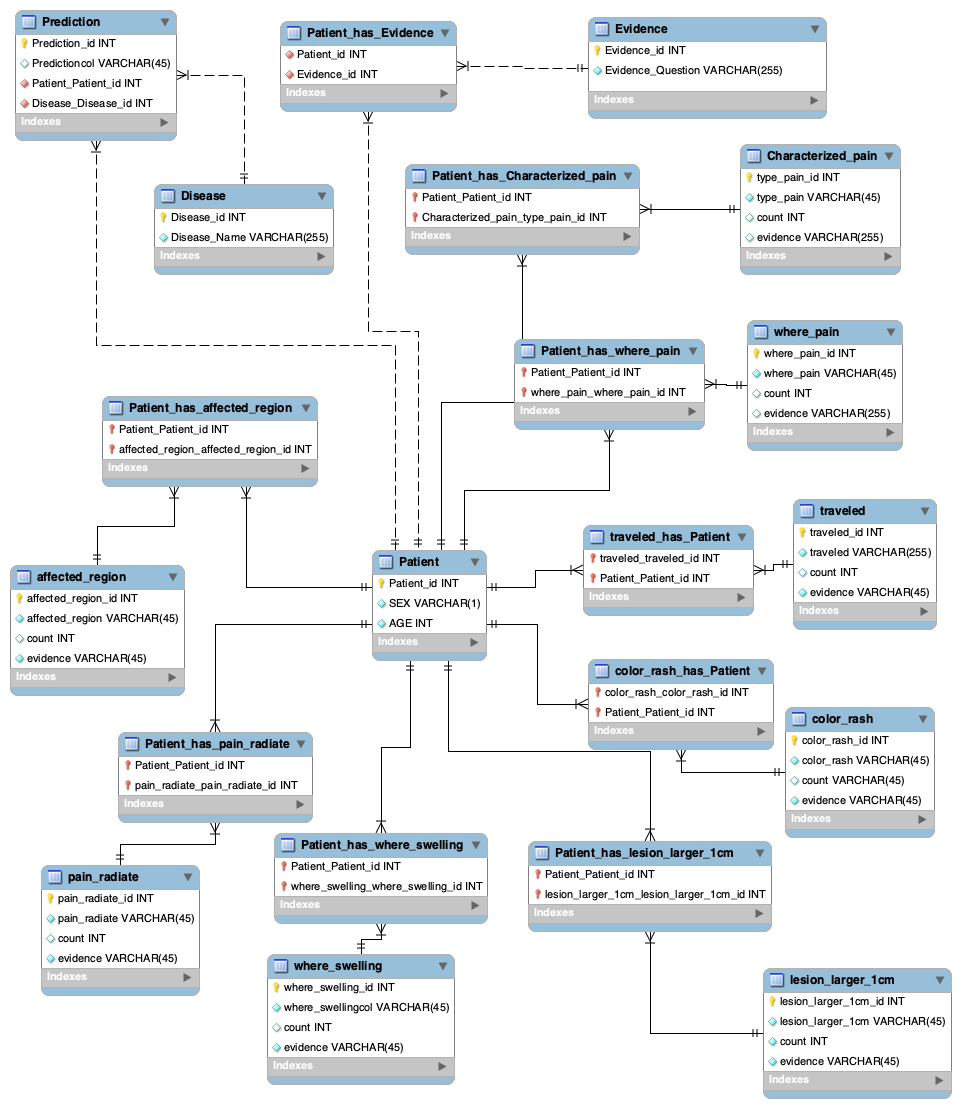 Prediction
Prediction_id INT
Predictioncol VARCHAR(45)
Patient_Patient_id INT
Disease_Disease_id INT
Indexes
Patient_has_Evidence
Patient_id INT
Evidence_id INT
Indexes
Evidence
Evidence_id INT
Evidence_Question VARCHAR(255)
Indexes
Disease
Disease_id INT
Disease_Name VARCHAR(255)
Indexes
Patient_has_Characterized_pain
Patient_Patient_id INT
Characterized_pain_type_pain_id INT
Indexes
Characterized_pain
type_pain_id INT
type_pain VARCHAR(45)
count INT
evidence VARCHAR(255)
Indexes
Patient_has_where_pain
Patient_Patient_id INT
where_pain_where_pain_id INT
Indexes
where_pain
where_pain_id INT
where_pain VARCHAR(45)
count INT
evidence VARCHAR(255)
Indexes
Patient_has_affected_region
Patient_Patient_id INT
affected_region_affected_region_id INT
Indexes
affected_region
affected_region_id INT
affected_region VARCHAR(45)
count INT
evidence VARCHAR(45)
Indexes
Patient
Patient_id INT
SEX VARCHAR(1)
AGE INT
Indexes
traveled_has_Patient
traveled_traveled_id INT
Patient_Patient_id INT
Indexes
traveled
traveled_id INT
traveled VARCHAR(255)
count INT
evidence VARCHAR(45)
Indexes
color_rash_has_Patient
color_rash_color_rash_id INT
Patient_Patient_id INT
Indexes
color_rash
color_rash_id INT
color_rash VARCHAR(45)
count VARCHAR(45)
evidence VARCHAR(45)
Indexes
Patient_has_pain_radiate
Patient_Patient_id INT
pain_radiate_pain_radiate_id INT
Indexes
pain_radiate
pain_radiate_id INT
pain_radiate VARCHAR(45)
count INT
evidence VARCHAR(45)
Indexes
Patient_has_where_swelling
Patient_Patient_id INT
where_swelling_where_swelling_id INT
Indexes
where_swelling
where_swelling_id INT
where_swellingcol VARCHAR(45)
count INT
evidence VARCHAR(45)
Indexes
Patient_has_lesion_larger_1cm
Patient_Patient_id INT
lesion_larger_1cm_lesion_larger_1cm_id INT
Indexes
lesion_larger_1cm
lesion_larger_1cm_id INT
lesion_larger_1cm VARCHAR(45)
count INT
evidence VARCHAR(45)
Indexes